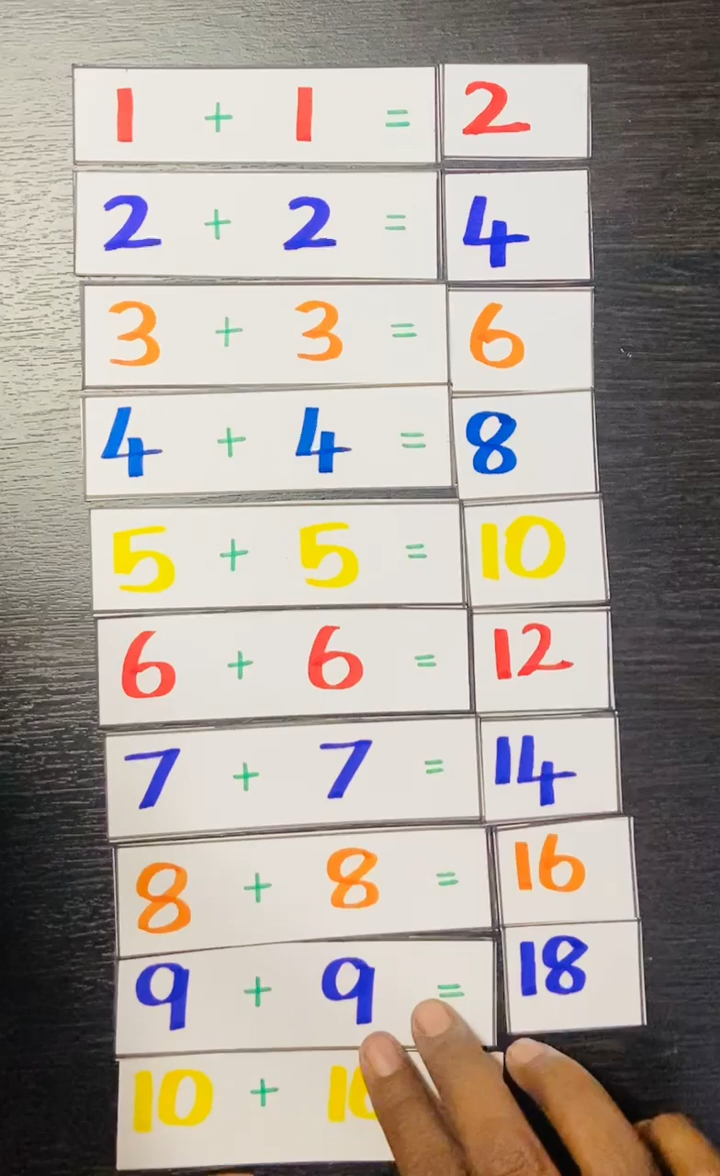 1 + 1 = 2
2 + 2 = 4
3 + 3 = 6
4 + 4 = 8
5 + 5 = 10
6 + 6 = 12
7 + 7 = 14
8 + 8 = 16
9 + 9 = 18
10 + 10